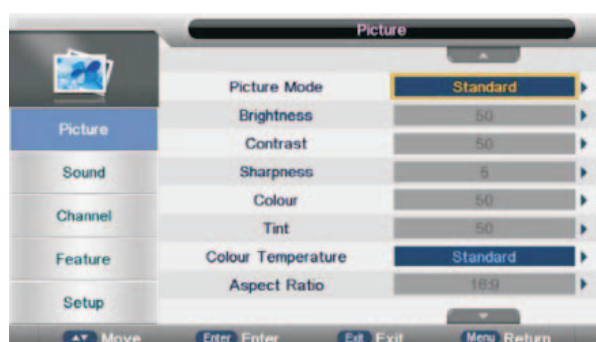 Picture
Picture Mode Standard
Brightness 50
Picture
Contrast 50
Sound Sharpness 5
Colour 50
Channel
Tint 50
Feature Colour Temperature Standard
Aspect Ratio 16:9
Setup
Move Enter Enter Exit Exit Menu Return